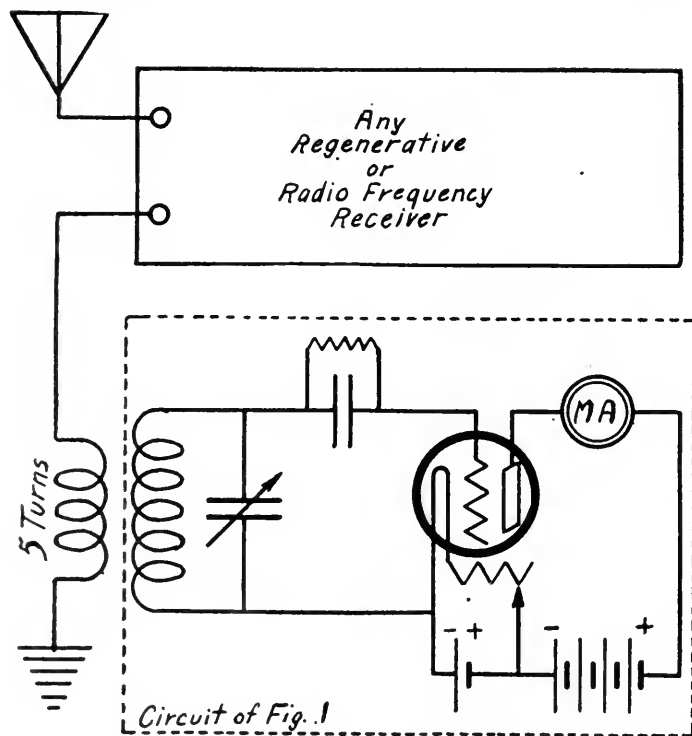 Any
Regenerative
or
Radio Frequency
Receiver
MA
5 Turns
- +
- +
Circuit of Fig. 1